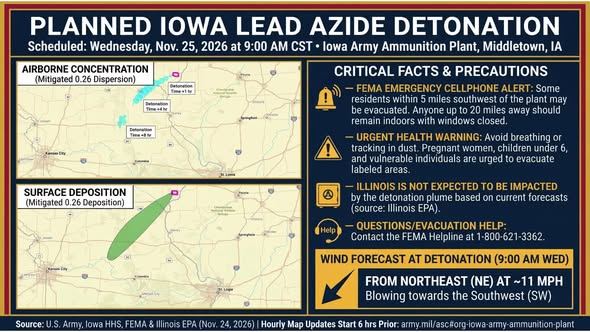 PLANNED IOWA LEAD AZIDE DETONATION
Scheduled: Wednesday, Nov. 25, 2026 at 9:00 AM CST • Iowa Army Ammunition Plant, Middletown, IA
AIRBORNE CONCENTRATION
(Mitigated 0.26 Dispersion)
Detonation
Time +1 hr
Detonation
Time +4 hr
Detonation
Time +8 hr
Kansas City
Columbia
Springfield
St. Louis
SURFACE DEPOSITION
(Mitigated 0.26 Deposition)
Kansas City
Columbia
CRITICAL FACTS & PRECAUTIONS
— FEMA EMERGENCY CELLPHONE ALERT: Some
residents within 5 miles southwest of the plant may
be evacuated. Anyone up to 20 miles away should
remain indoors with windows closed.
— URGENT HEALTH WARNING: Avoid breathing or
tracking in dust. Pregnant women, children under 6,
and vulnerable individuals are urged to evacuate
labeled areas.
— ILLINOIS IS NOT EXPECTED TO BE IMPACTED
by the detonation plume based on current forecasts
(source: Illinois EPA).
Help
— QUESTIONS/EVACUATION HELP:
Contact the FEMA Helpline at 1-800-621-3362.
WIND FORECAST AT DETONATION (9:00 AM WED)
FROM NORTHEAST (NE) AT ~11 MPH
Blowing towards the Southwest (SW)
Source: U.S. Army, Iowa HHS, FEMA & Illinois EPA (Nov. 24, 2026) | Hourly Map Updates Start 6 hrs Prior: army.mil/asc#org-iowa-army-ammunition-plant